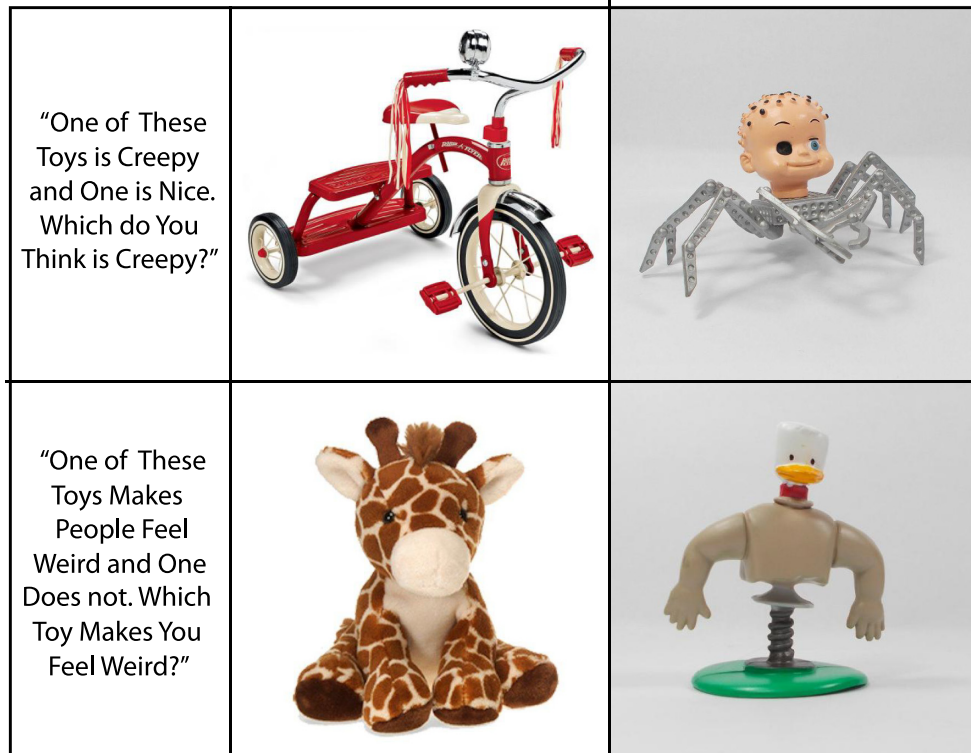 “One of These
Toys is Creepy
and One is Nice.
Which do You
Think is Creepy?”
“One of These
Toys Makes
People Feel
Weird and One
Does not. Which
Toy Makes You
Feel Weird?”